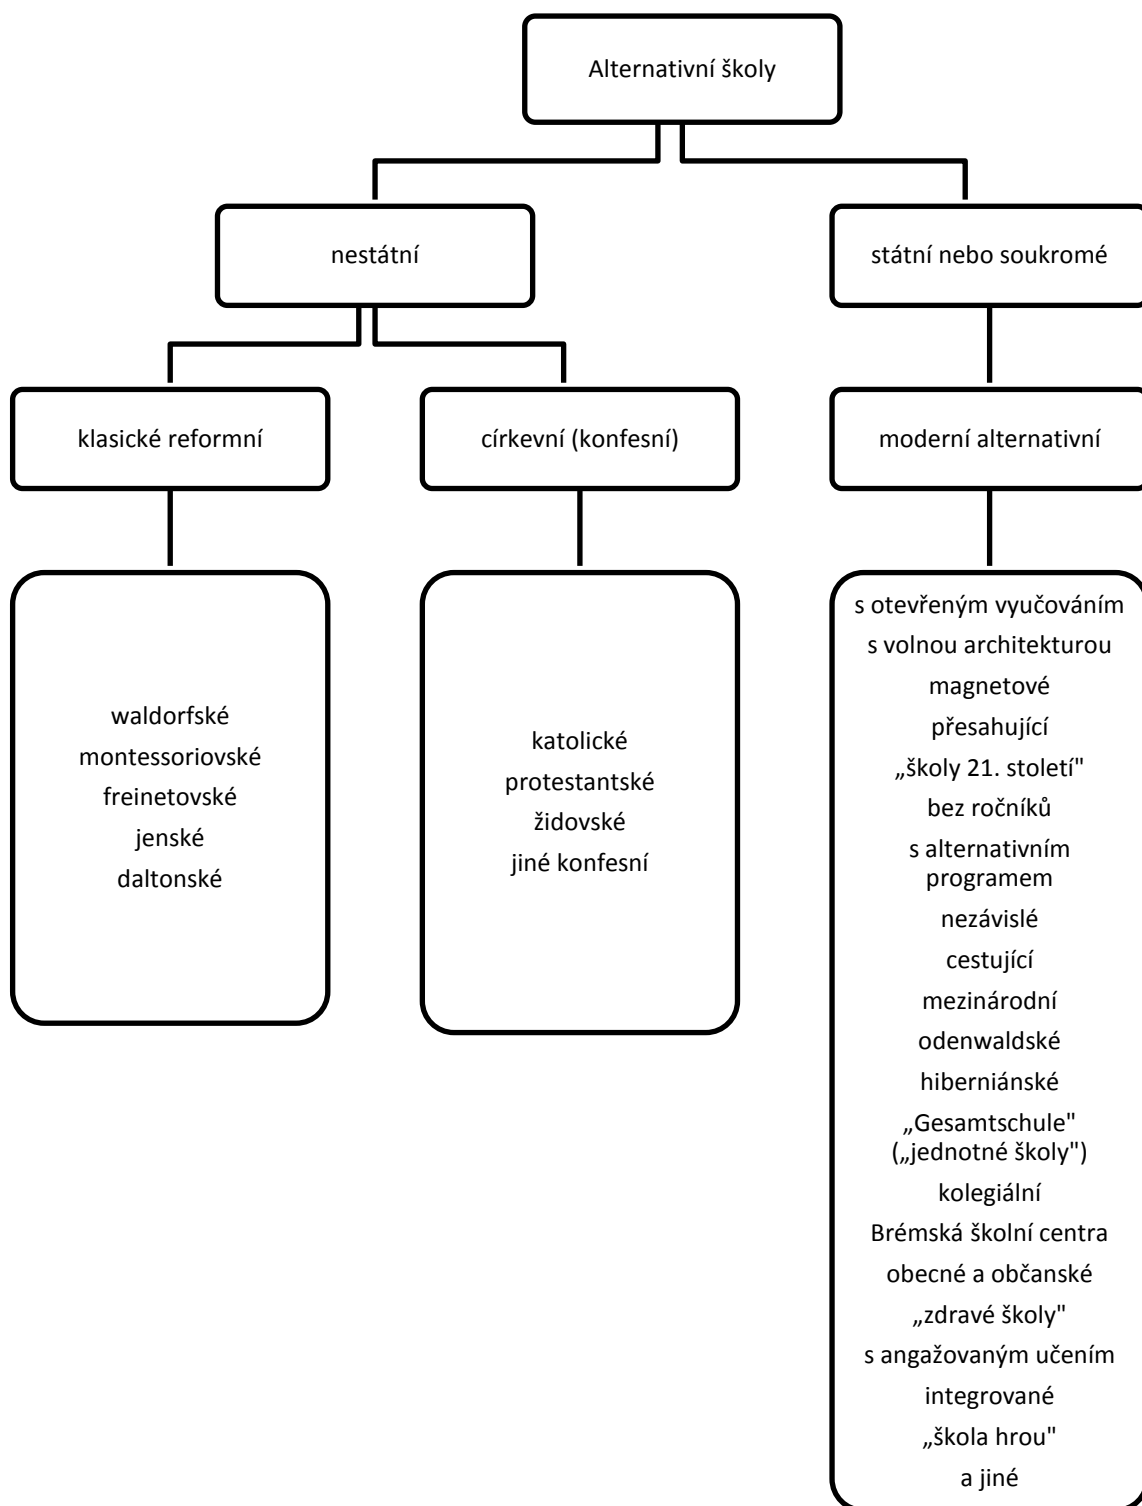 Alternativní školy
nestátní
státní nebo soukromé
klasické reformní
církevní (konfesní)
moderní alternativní
waldorfské
montessoriovské
freinetovské
jenské
daltonské
katolické
protestantské
židovské
jiné konfesní
s otevřeným vyučováním
s volnou architekturou
magnetové
přesahující
„školy 21. století"
bez ročníků
s alternativním
programem
nezávislé
cestující
mezinárodní
odenwaldské
hiberniánské
„Gesamtschule"
(„jednotné školy")
kolegiální
Brémská školní centra
obecné a občanské
„zdravé školy"
s angažovaným učením
integrované
„škola hrou"
a jiné